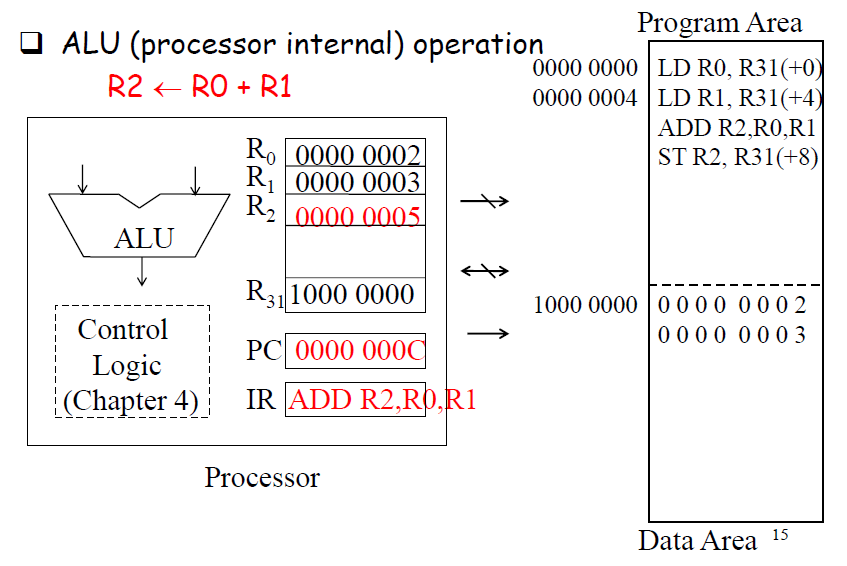 Program Area
❑ ALU (processor internal) operation
R2 ← R0 + R1
0000 0000 LD R0, R31(+0)
0000 0004 LD R1, R31(+4)
ADD R2,R0,R1
ST R2, R31(+8)
R0 0000 0002
R1 0000 0003
R2 0000 0005
ALU
R31 1000 0000
1000 0000 0 0 0 0 0 0 0 2
0 0 0 0 0 0 0 3
Control
Logic
(Chapter 4)
PC 0000 000C
IR ADD R2,R0,R1
Processor
Data Area 15